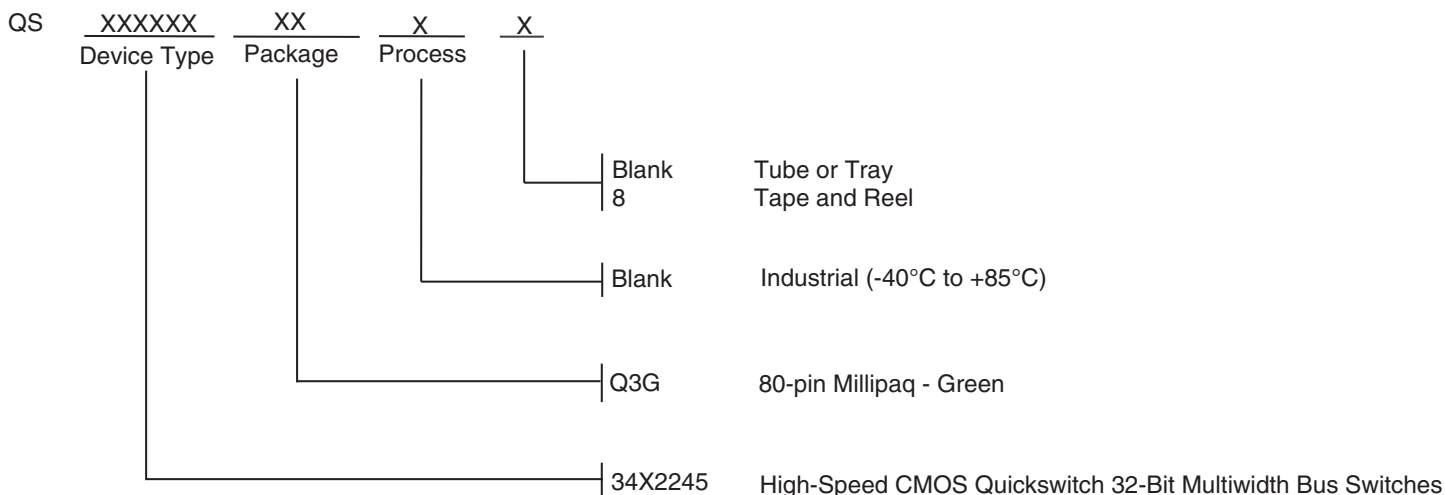 QS XXXXXX XX X X
Device Type Package Process
Blank Tube or Tray
8 Tape and Reel
Blank Industrial (-40°C to +85°C)
Q3G 80-pin Millipaq - Green
34X2245 High-Speed CMOS Quickswitch 32-Bit Multiwidth Bus Switches